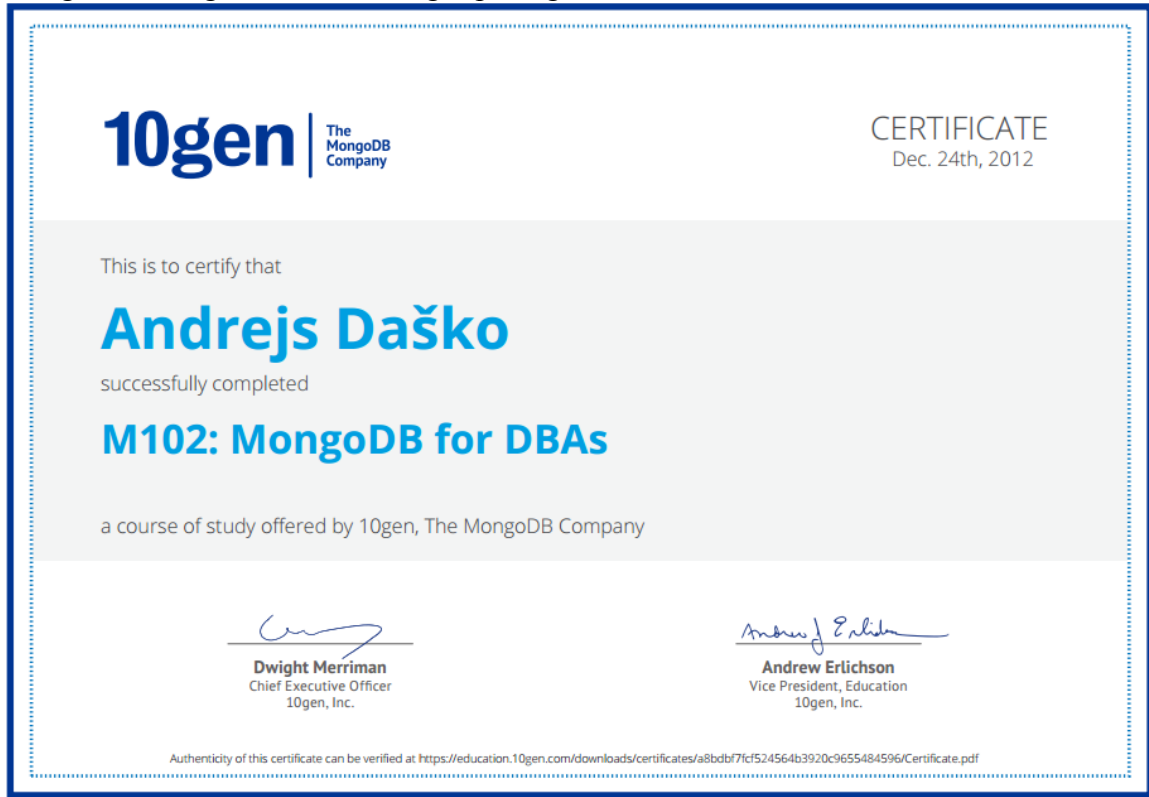 10gen
The
MongoDB
Company
CERTIFICATE
Dec. 24th, 2012
This is to certify that
Andrejs Daško
successfully completed
M102: MongoDB for DBAs
a course of study offered by 10gen, The MongoDB Company
Andrew J Erlichson
Dwight Merriman
Chief Executive Officer
10gen, Inc.
Andrew Erlichson
Vice President, Education
10gen, Inc.
Authenticity of this certificate can be verified at https://education.10gen.com/downloads/certificates/a8bdbf7fcf524564b3920c9655484596/Certificate.pdf